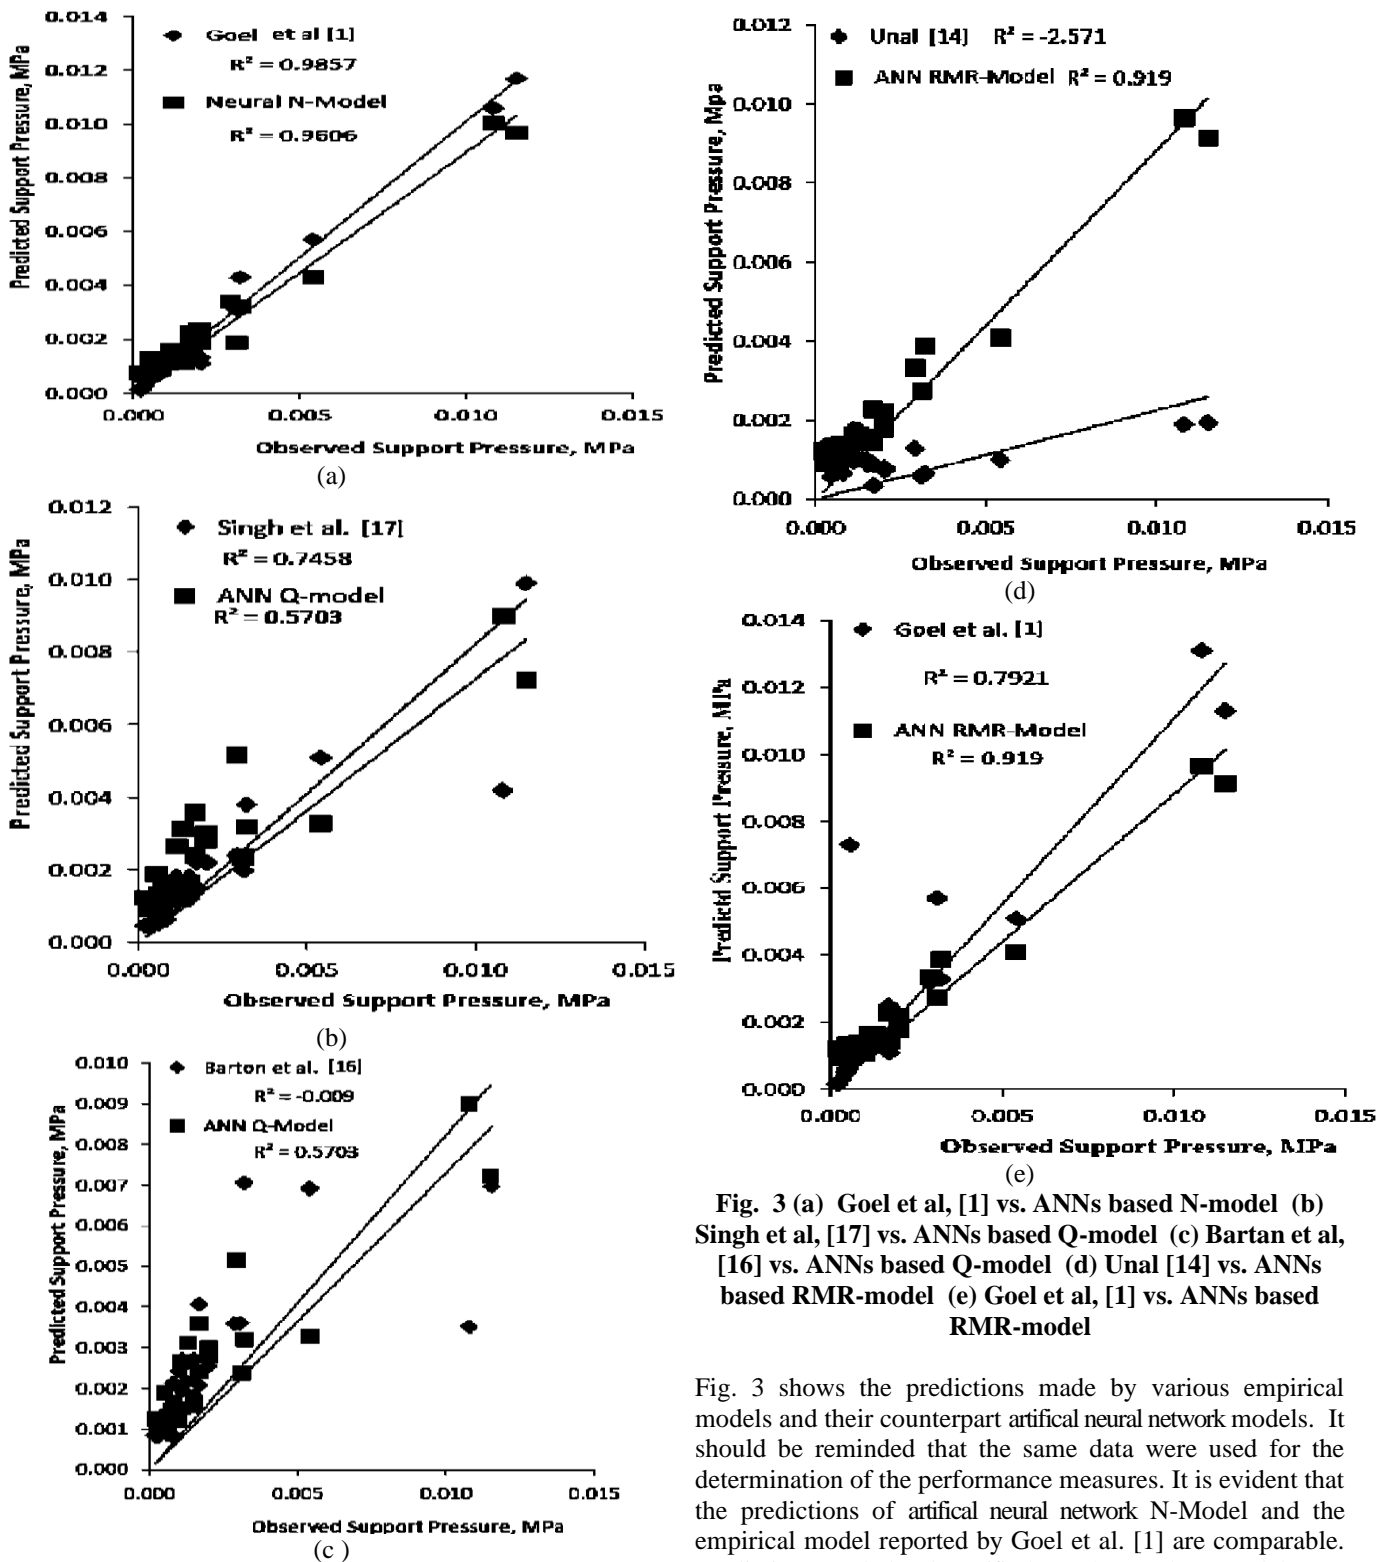 0.014
0.012
0.010
0.008
0.006
0.004
0.002
0.000
Predicted Support Pressure, MPa
Goel et al [1]
R² = 0.9857
Neural N-Model
R² = 0.9606
0.000 0.005 0.010 0.015
Observed Support Pressure, MPa
(a)
0.012
0.010
0.008
0.006
0.004
0.002
0.000
Predicted Support Pressure, MPa
Singh et al. [17]
R² = 0.7458
ANN Q-model
R² = 0.5703
0.000 0.005 0.010 0.015
Observed Support Pressure, MPa
(b)
0.010
0.009
0.008
0.007
0.006
0.005
0.004
0.003
0.002
0.001
0.000
Predicted Support Pressure, MPa
Barton et al. [16]
R² = -0.009
ANN Q-Model
R² = 0.5703
0.000 0.005 0.010 0.015
Observed Support Pressure, MPa
(c )
0.012
0.010
0.008
0.006
0.004
0.002
0.000
Predicted Support Pressure, Mpa
Unal [14] R² = -2.571
ANN RMR-Model R² = 0.919
0.000 0.005 0.010 0.015
Observed Support Pressure, MPa
(d)
0.014
0.012
0.010
0.008
0.006
0.004
0.002
0.000
Predictd Support Pressure, MPa
Goel et al. [1]
R² = 0.7921
ANN RMR-Model
R² = 0.919
0.000 0.005 0.010 0.015
Observed Support Pressure, MPa
(e)
Fig. 3 (a) Goel et al, [1] vs. ANNs based N-model (b)
Singh et al, [17] vs. ANNs based Q-model (c) Bartan et al,
[16] vs. ANNs based Q-model (d) Unal [14] vs. ANNs
based RMR-model (e) Goel et al, [1] vs. ANNs based
RMR-model
Fig. 3 shows the predictions made by various empirical
models and their counterpart artifical neural network models. It
should be reminded that the same data were used for the
determination of the performance measures. It is evident that
the predictions of artifical neural network N-Model and the
empirical model reported by Goel et al. [1] are comparable.